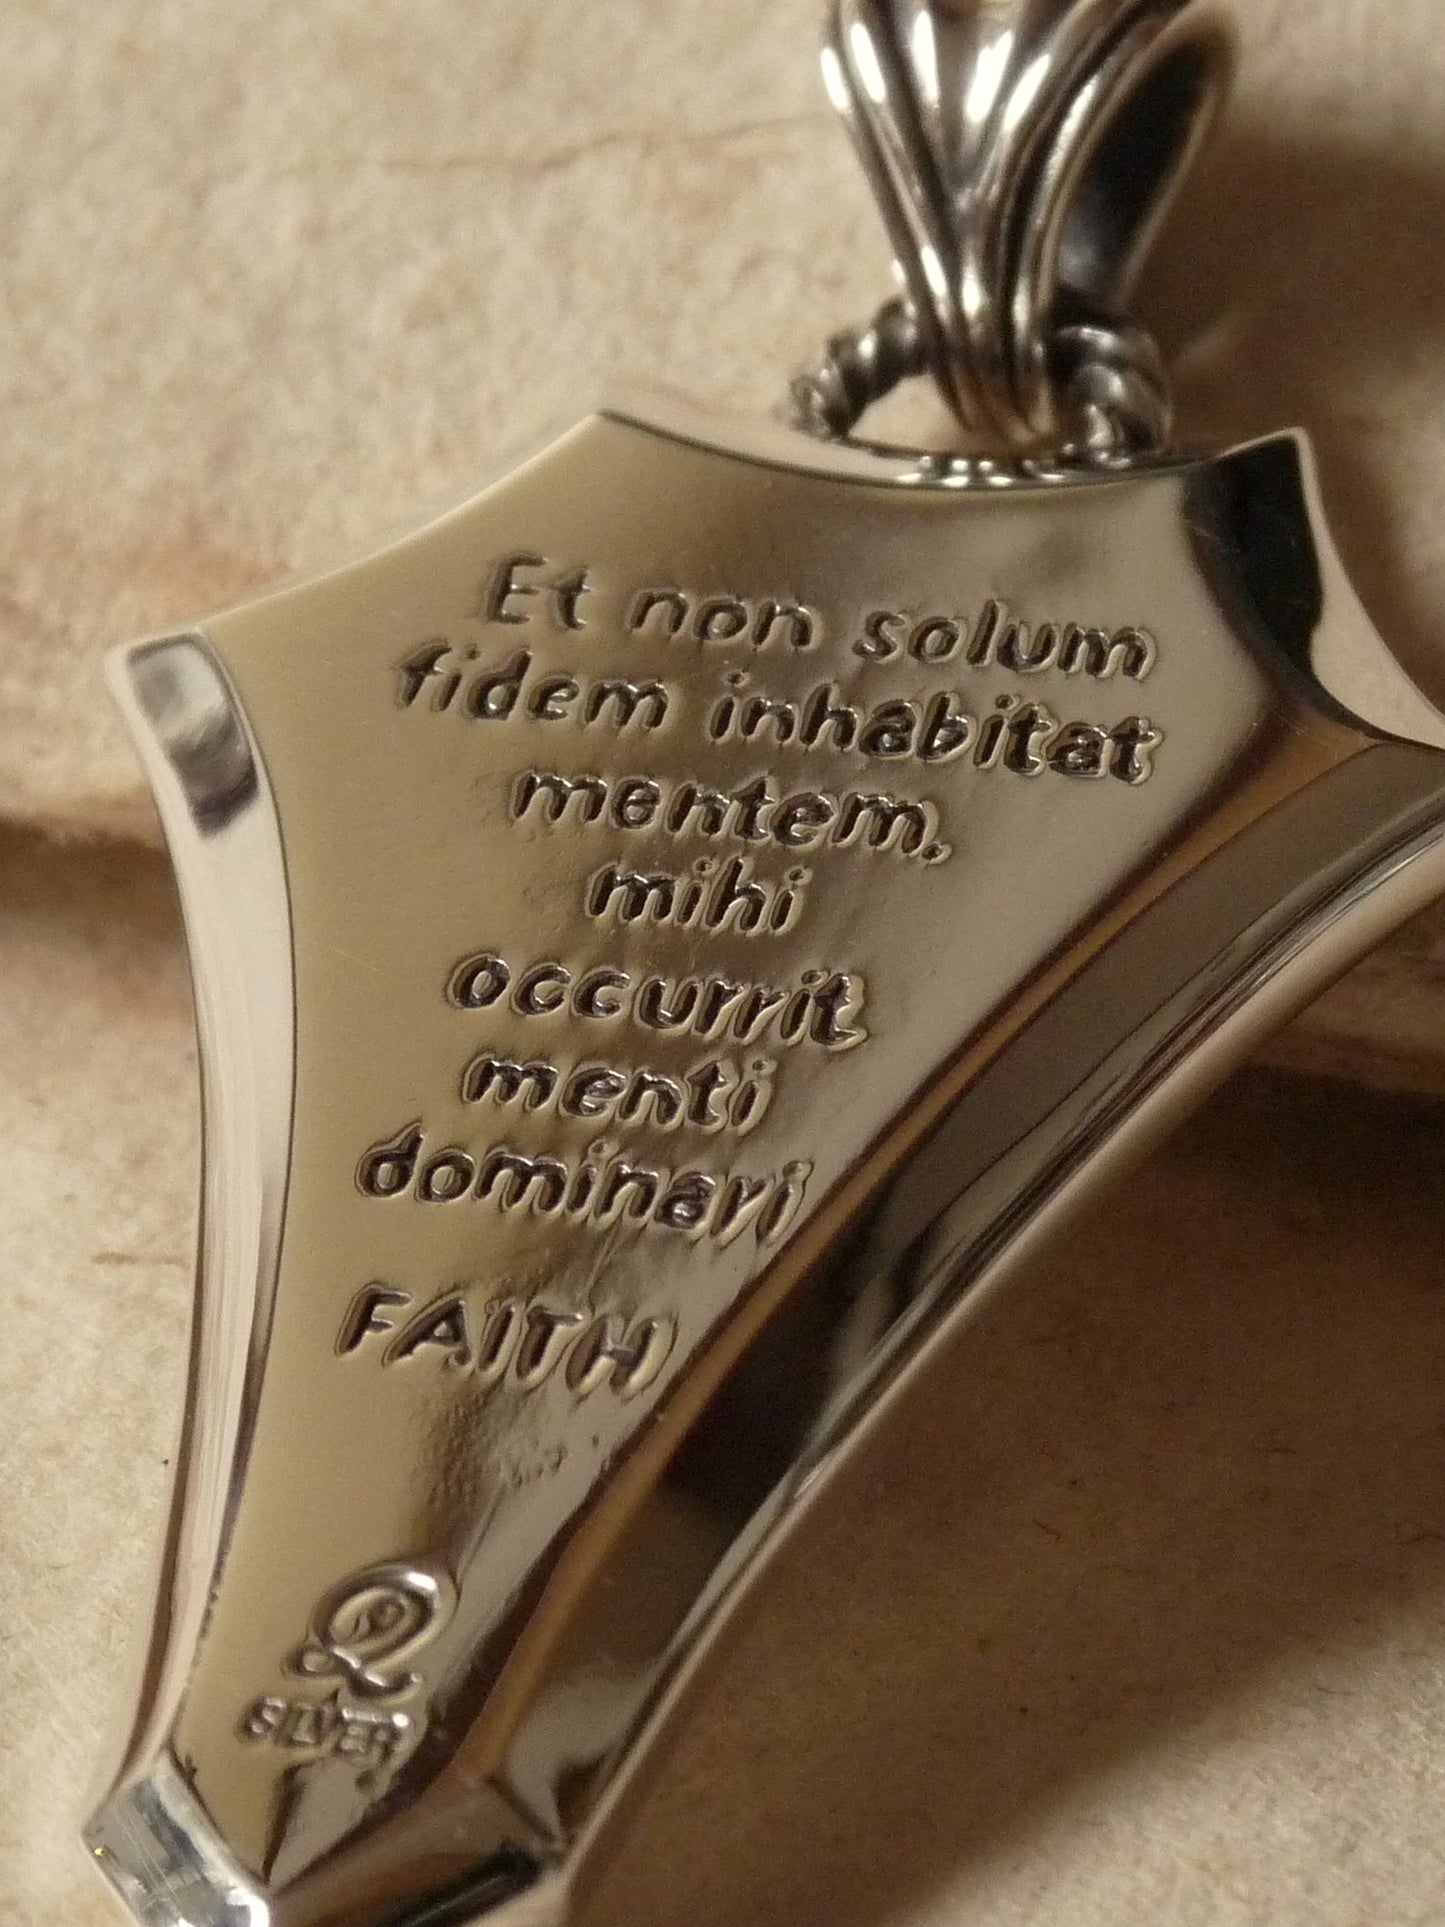 Et non solum
fidem inhabitat
mentem.
mihi
occurrit
menti
dominari
FAITH
SILVER